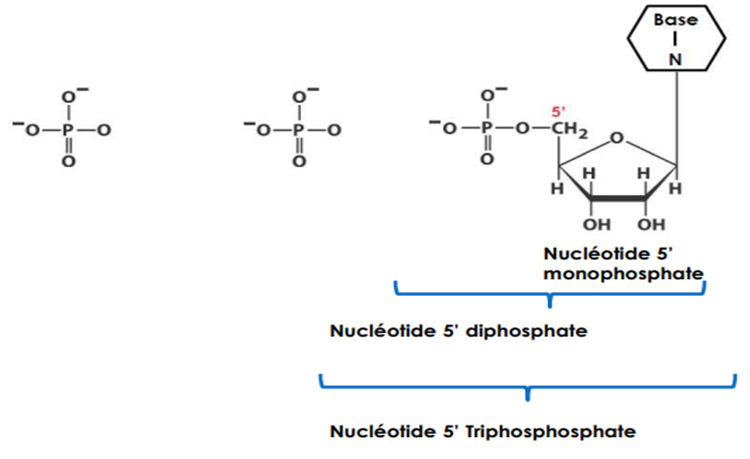 Base
N
O⁻
⁻O–P–O
O
O⁻
⁻O–P–O
O
O⁻
5'
⁻O–P–O–CH₂
O
O
H
H
H
H
OH
OH
Nucléotide 5’
monophosphate
Nucléotide 5’ diphosphate
Nucléotide 5’ Triphosphosphate